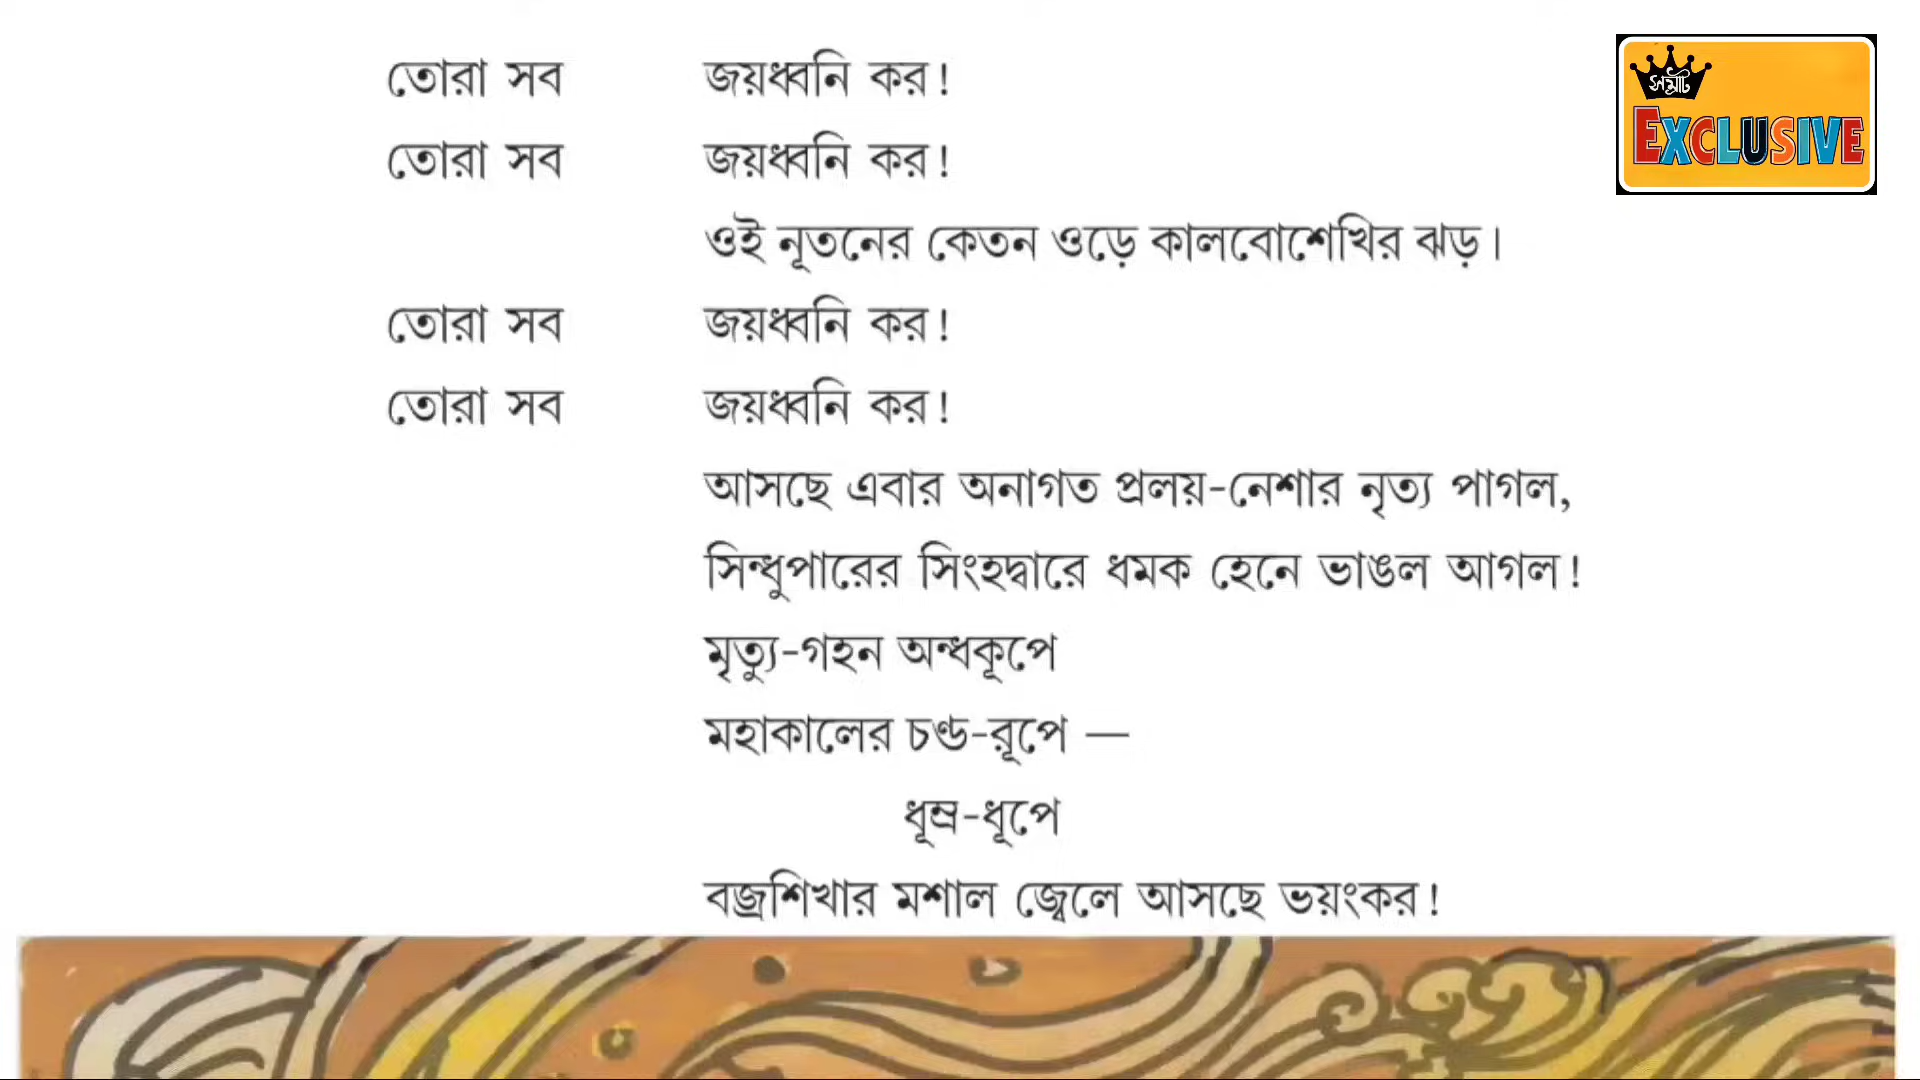 তোরা সব জয়ধ্বনি কর!
তোরা সব জয়ধ্বনি কর!
ওই নূতনের কেতন ওড়ে কালবোশেখির ঝড়।
তোরা সব জয়ধ্বনি কর!
তোরা সব জয়ধ্বনি কর!
আসছে এবার অনাগত প্রলয়-নেশার নৃত্য পাগল,
সিন্ধুপারের সিংহদ্বারে ধমক হেনে ভাঙল আগল!
মৃত্যু-গহন অন্ধকূপে
মহাকালের চণ্ড-রূপে —
ধূম্র-ধূপে
বজ্রশিখার মশাল জ্বেলে আসছে ভয়ংকর!
সম্রাট
EXCLUSIVE